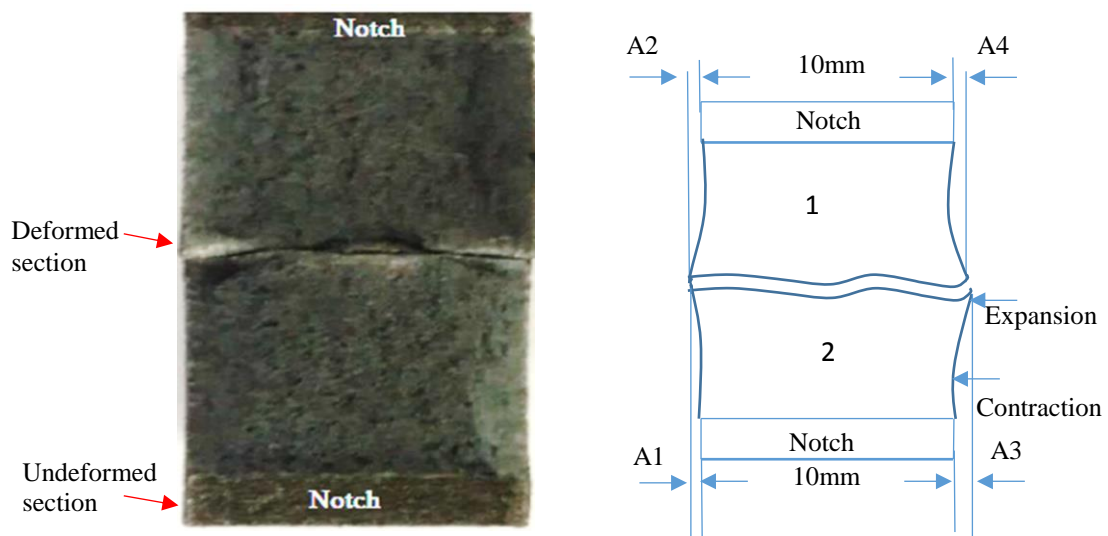 Notch
Deformed
section
Undeformed
section
Notch
A2
10mm
A4
Notch
1
Expansion
2
Contraction
Notch
A1
10mm
A3